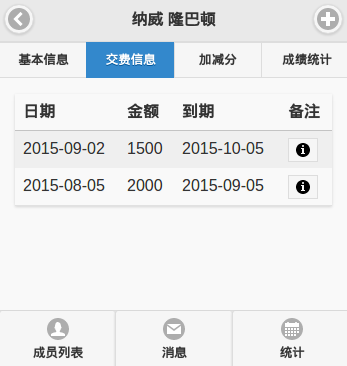 纳威 隆巴顿
基本信息 交费信息 加减分 成绩统计
日期 金额 到期 备注
2015-09-02 1500 2015-10-05
2015-08-05 2000 2015-09-05
成员列表 消息 统计